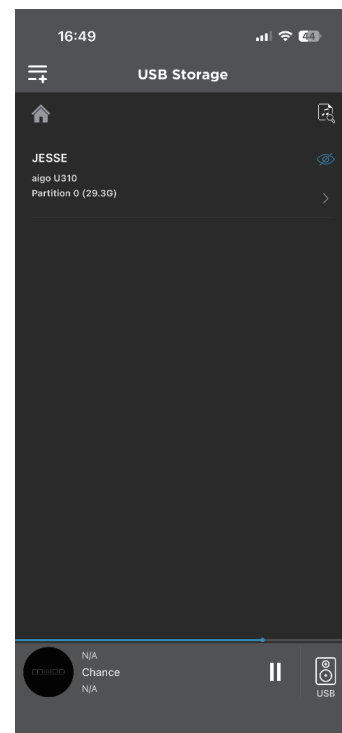 16:49
44
USB Storage
JESSE
aigo U310
Partition 0 (29.3G)
N/A
Chance
N/A
USB